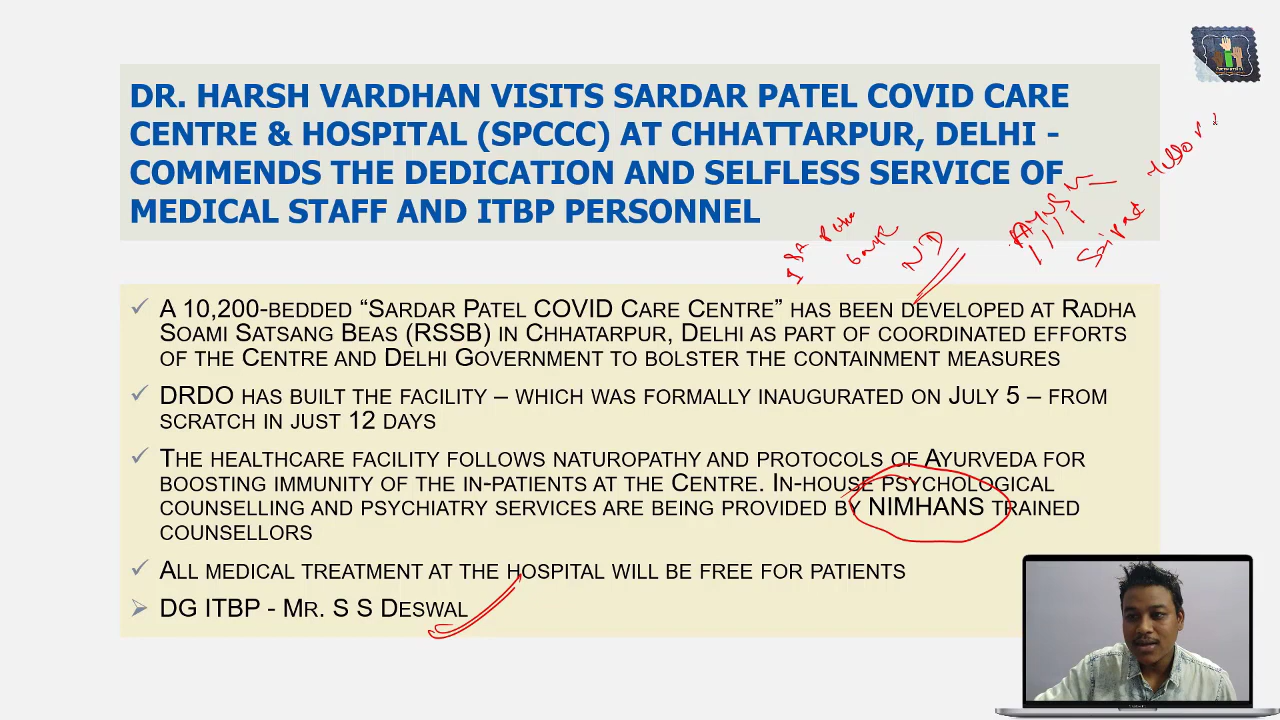 DR. HARSH VARDHAN VISITS SARDAR PATEL COVID CARE
CENTRE & HOSPITAL (SPCCC) AT CHHATTARPUR, DELHI -
COMMENDS THE DEDICATION AND SELFLESS SERVICE OF
MEDICAL STAFF AND ITBP PERSONNEL
ND
✓ A 10,200-BEDDED “SARDAR PATEL COVID CARE CENTRE” HAS BEEN DEVELOPED AT RADHA
SOAMI SATSANG BEAS (RSSB) IN CHHATARPUR, DELHI AS PART OF COORDINATED EFFORTS
OF THE CENTRE AND DELHI GOVERNMENT TO BOLSTER THE CONTAINMENT MEASURES
✓ DRDO HAS BUILT THE FACILITY – WHICH WAS FORMALLY INAUGURATED ON JULY 5 – FROM
SCRATCH IN JUST 12 DAYS
✓ THE HEALTHCARE FACILITY FOLLOWS NATUROPATHY AND PROTOCOLS OF AYURVEDA FOR
BOOSTING IMMUNITY OF THE IN-PATIENTS AT THE CENTRE. IN-HOUSE PSYCHOLOGICAL
COUNSELLING AND PSYCHIATRY SERVICES ARE BEING PROVIDED BY NIMHANS TRAINED
COUNSELLORS
✓ ALL MEDICAL TREATMENT AT THE HOSPITAL WILL BE FREE FOR PATIENTS
➢ DG ITBP - MR. S S DESWAL